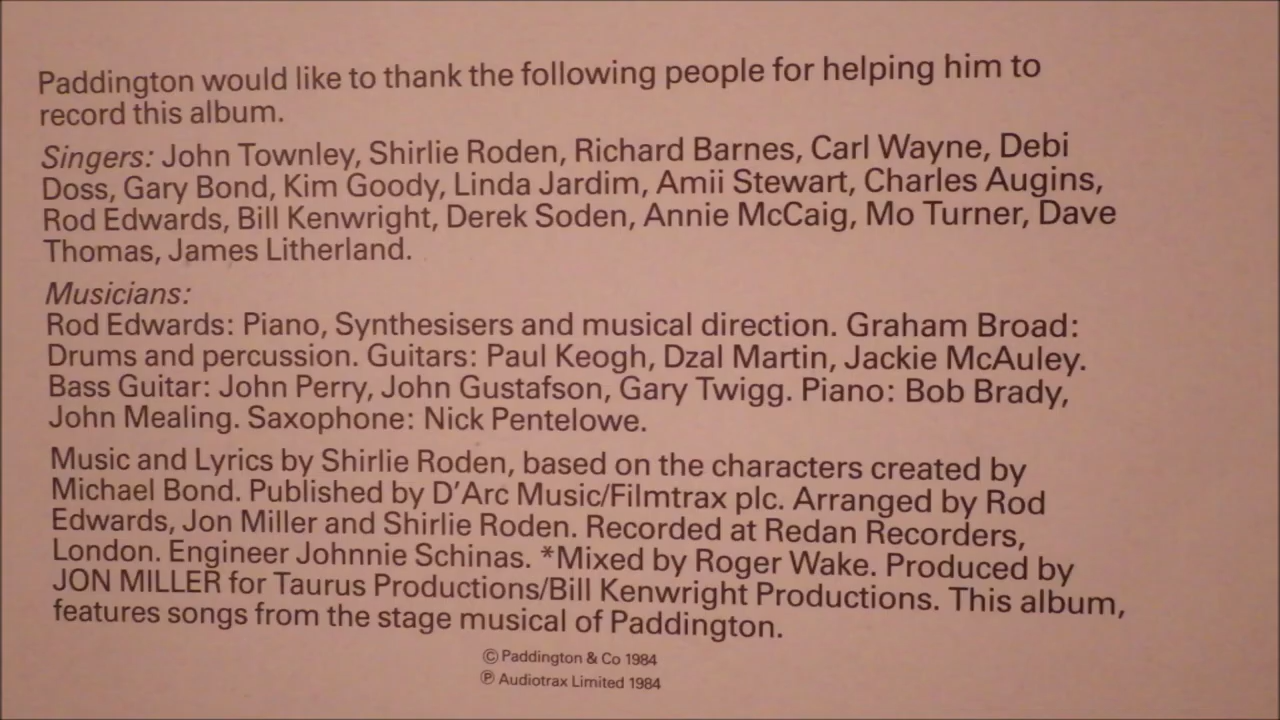 Paddington would like to thank the following people for helping him to
record this album.
Singers: John Townley, Shirlie Roden, Richard Barnes, Carl Wayne, Debi
Doss, Gary Bond, Kim Goody, Linda Jardim, Amii Stewart, Charles Augins,
Rod Edwards, Bill Kenwright, Derek Soden, Annie McCaig, Mo Turner, Dave
Thomas, James Litherland.
Musicians:
Rod Edwards: Piano, Synthesisers and musical direction. Graham Broad:
Drums and percussion. Guitars: Paul Keogh, Dzal Martin, Jackie McAuley.
Bass Guitar: John Perry, John Gustafson, Gary Twigg. Piano: Bob Brady,
John Mealing. Saxophone: Nick Pentelowe.
Music and Lyrics by Shirlie Roden, based on the characters created by
Michael Bond. Published by D'Arc Music/Filmtrax plc. Arranged by Rod
Edwards, Jon Miller and Shirlie Roden. Recorded at Redan Recorders,
London. Engineer Johnnie Schinas. *Mixed by Roger Wake. Produced by
JON MILLER for Taurus Productions/Bill Kenwright Productions. This album,
features songs from the stage musical of Paddington.
© Paddington & Co 1984
℗ Audiotrax Limited 1984